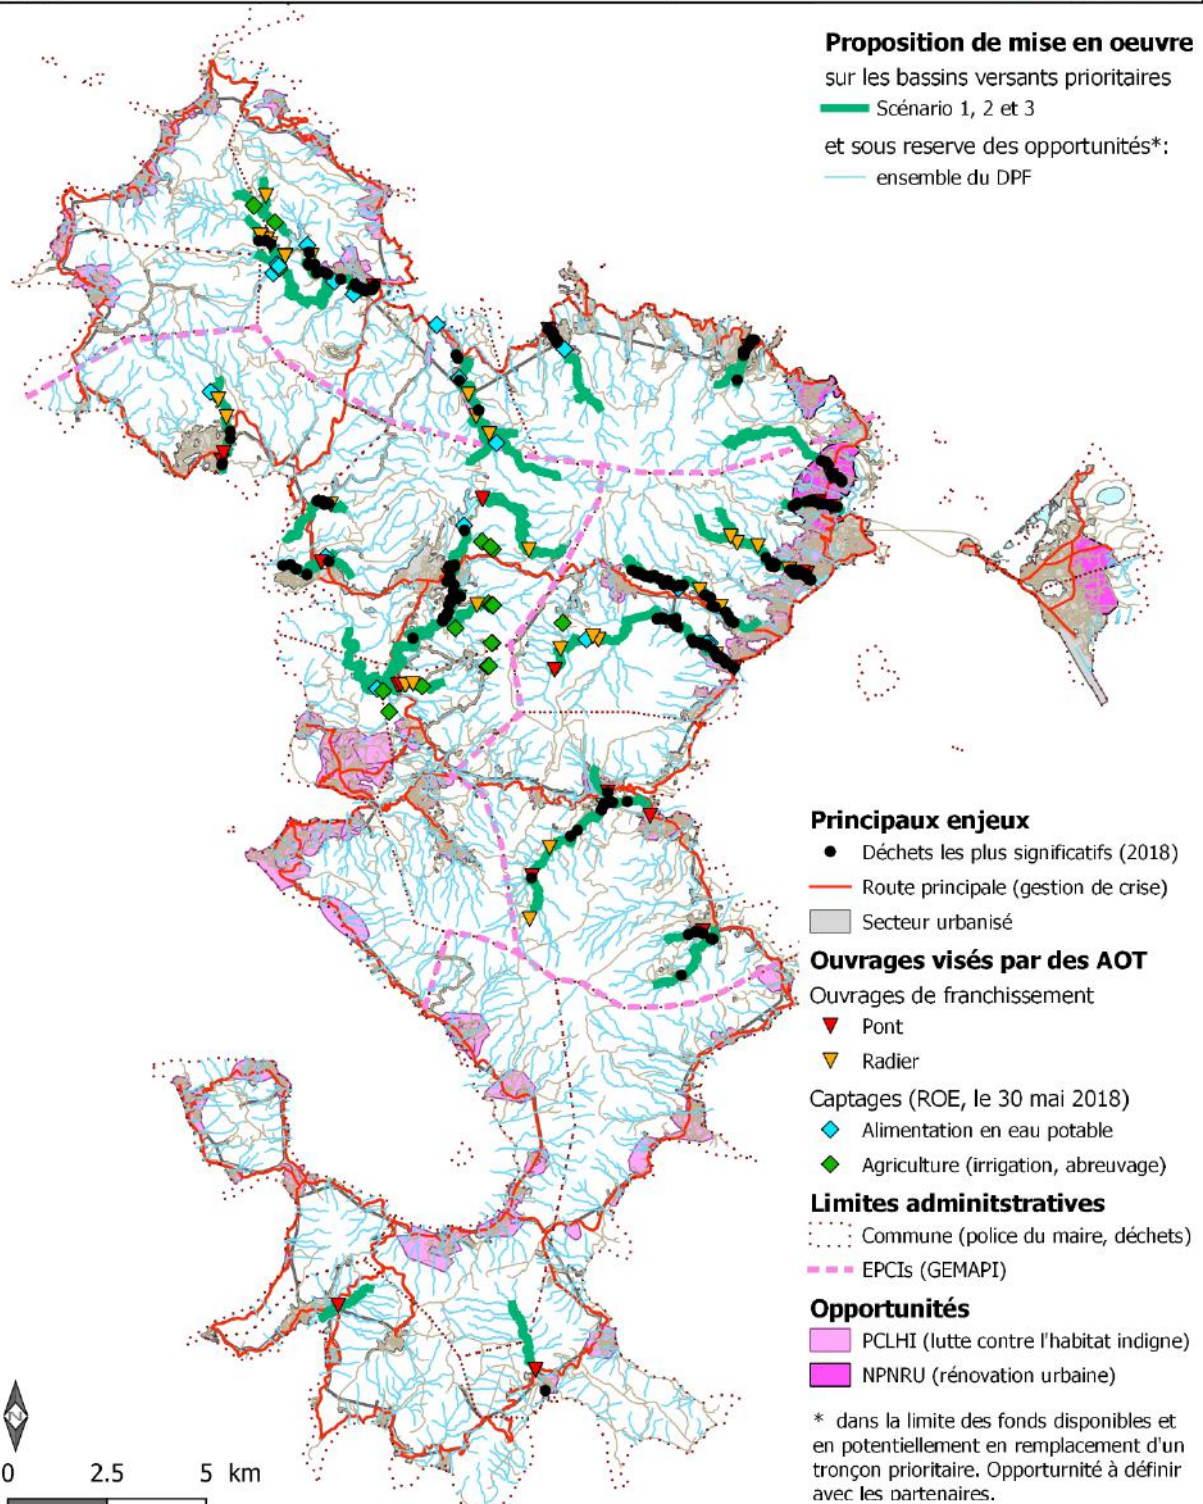 Proposition de mise en oeuvre
sur les bassins versants prioritaires
Scénario 1, 2 et 3
et sous reserve des opportunités*:
ensemble du DPF
Principaux enjeux
Déchets les plus significatifs (2018)
Route principale (gestion de crise)
Secteur urbanisé
Ouvrages visés par des AOT
Ouvrages de franchissement
Pont
Radier
Captages (ROE, le 30 mai 2018)
Alimentation en eau potable
Agriculture (irrigation, abreuvage)
Limites adminitstratives
Commune (police du maire, déchets)
EPCIs (GEMAPI)
Opportunités
PCLHI (lutte contre l'habitat indigne)
NPNRU (rénovation urbaine)
* dans la limite des fonds disponibles et
en potentiellement en remplacement d'un
tronçon prioritaire. Opporturnité à définir
avec les partenaires.
N
0 2.5 5 km